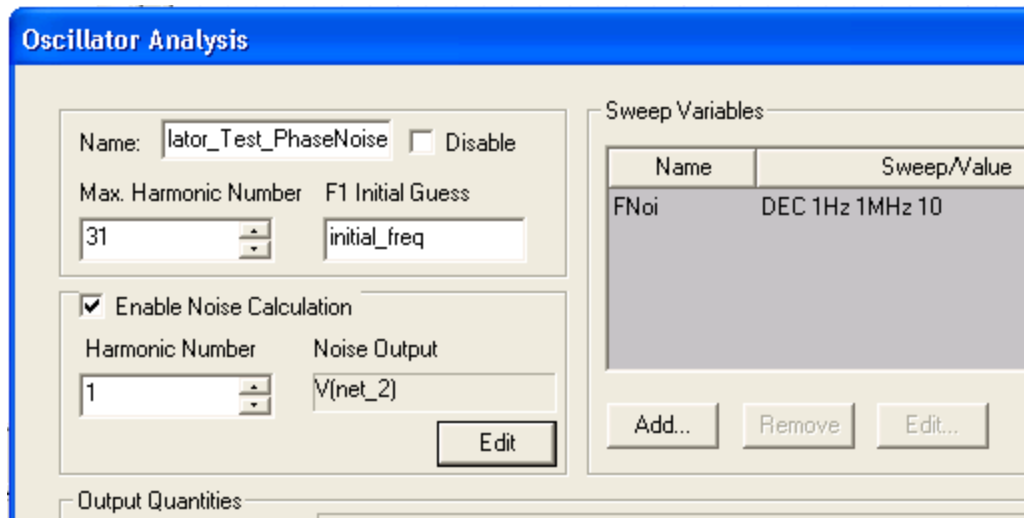 Oscillator Analysis
Name: lator_Test_PhaseNoise Disable
Max. Harmonic Number F1 Initial Guess
31 initial_freq
Enable Noise Calculation
Harmonic Number Noise Output
1 V(net_2)
Edit
Sweep Variables
Name Sweep/Value
FNoi DEC 1Hz 1MHz 10
Add... Remove Edit...
Output Quantities